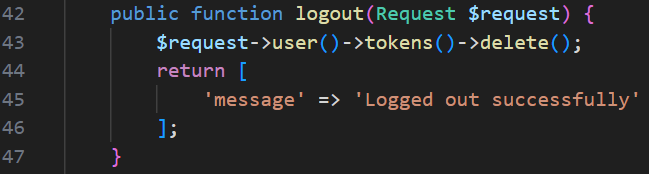 42 public function logout(Request $request) {
43 $request->user()->tokens()->delete();
44 return [
45 'message' => 'Logged out successfully'
46 ];
47 }